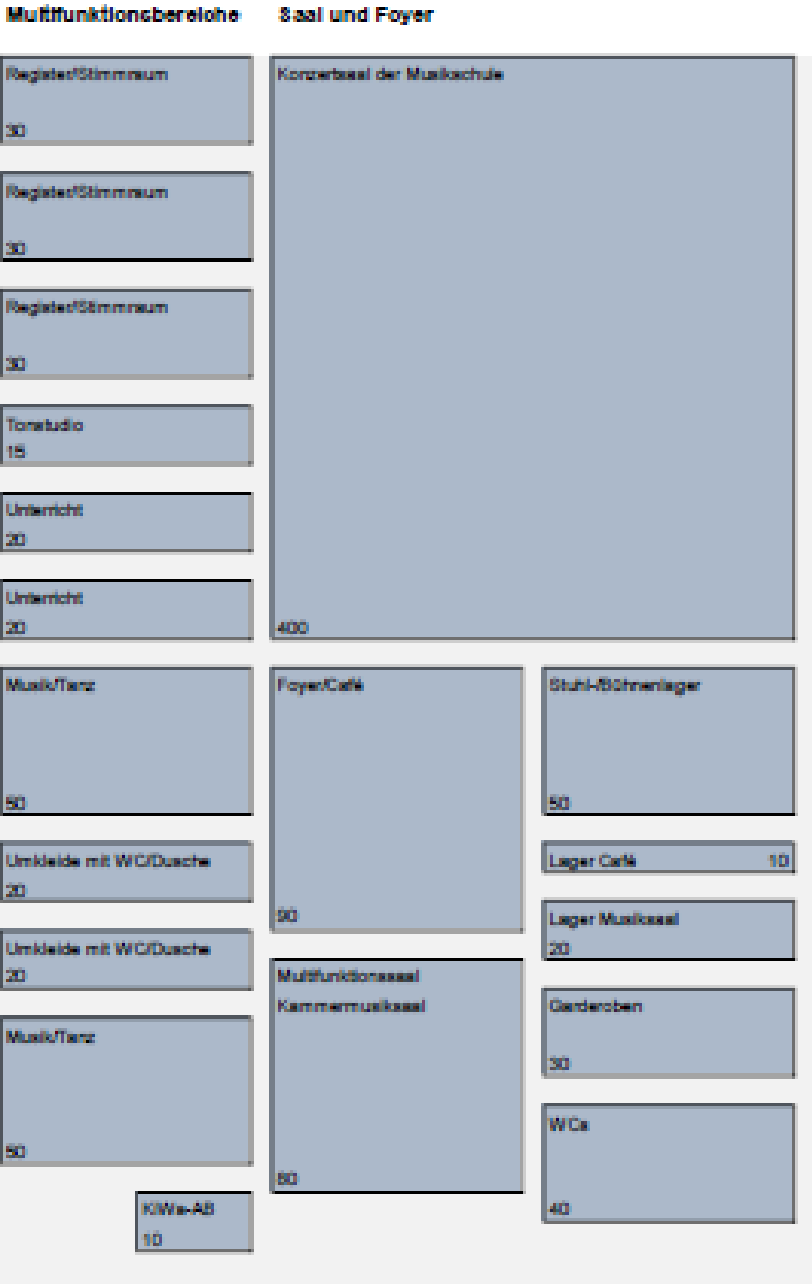 Multifunktionsbereiche
Register/Stimmraum
30
Register/Stimmraum
30
Register/Stimmraum
30
Tonstudio
15
Unterricht
20
Unterricht
20
Musik/Tanz
50
Umkleide mit WC/Dusche
20
Umkleide mit WC/Dusche
20
Musik/Tanz
50
KiWa-AB
10
Saal und Foyer
Konzertsaal der Musikschule
400
Foyer/Café
90
Multifunktionssaal
Kammermusiksaal
80
Stuhl-/Bühnenlager
50
Lager Café 10
Lager Musiksaal
20
Garderoben
30
WCs
40